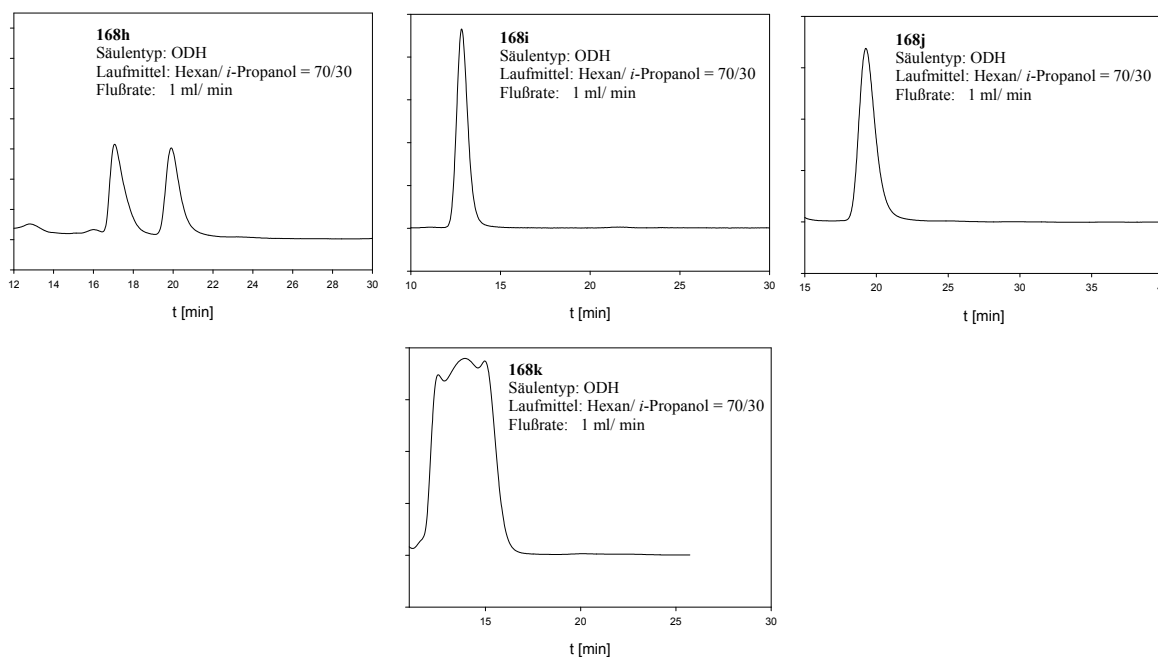 168h
Säulentyp: ODH
Laufmittel: Hexan/ i-Propanol = 70/30
Flußrate: 1 ml/ min
12 14 16 18 20 22 24 26 28 30
t [min]
168i
Säulentyp: ODH
Laufmittel: Hexan/ i-Propanol = 70/30
Flußrate: 1 ml/ min
10 15 20 25 30
t [min]
168j
Säulentyp: ODH
Laufmittel: Hexan/ i-Propanol = 70/30
Flußrate: 1 ml/ min
15 20 25 30 35
t [min]
168k
Säulentyp: ODH
Laufmittel: Hexan/ i-Propanol = 70/30
Flußrate: 1 ml/ min
15 20 25 30
t [min]